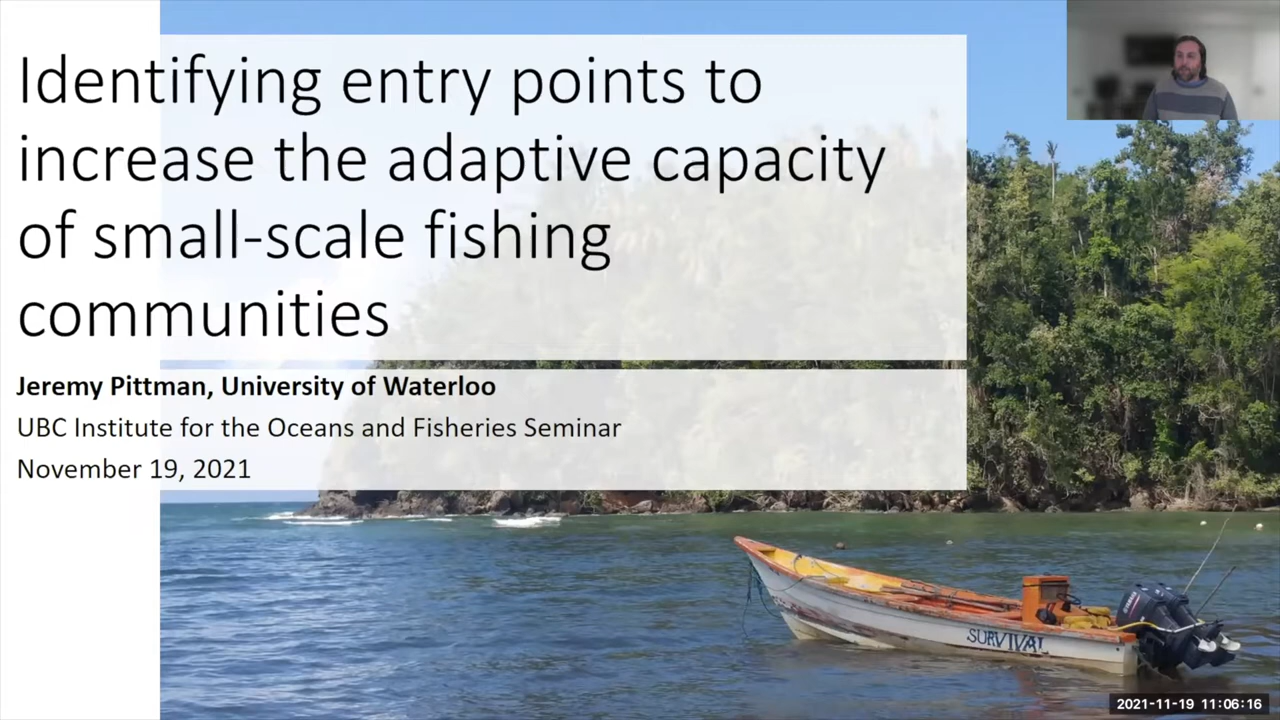 Identifying entry points to
increase the adaptive capacity
of small-scale fishing
communities
Jeremy Pittman, University of Waterloo
UBC Institute for the Oceans and Fisheries Seminar
November 19, 2021
SURVIVAL
2021-11-19 11:06:16